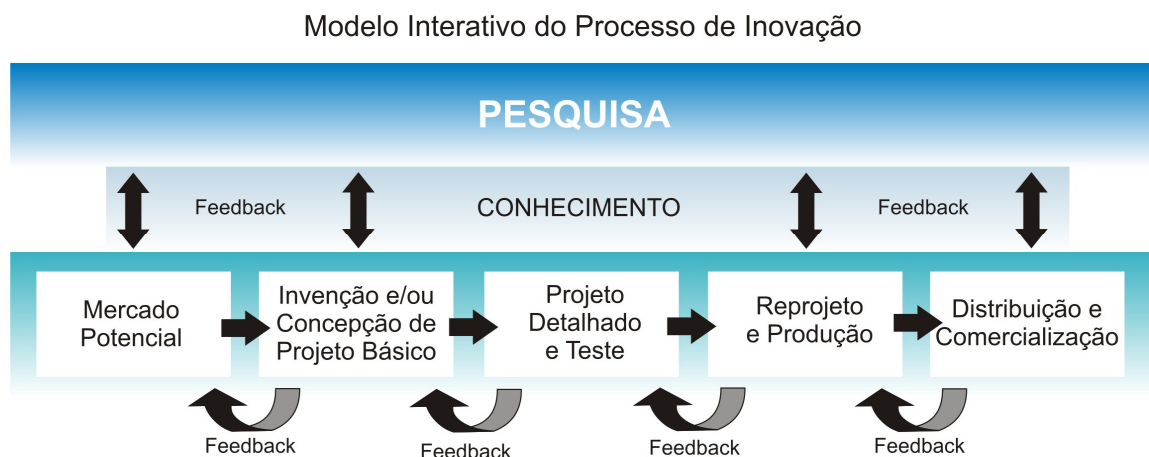 Modelo Interativo do Processo de Inovação
PESQUISA
Feedback
CONHECIMENTO
Feedback
Mercado
Potencial
Invenção e/ou
Concepção de
Projeto Básico
Projeto
Detalhado
e Teste
Reprojeto
e Produção
Distribuição e
Comercialização
Feedback
Feedback
Feedback
Feedback